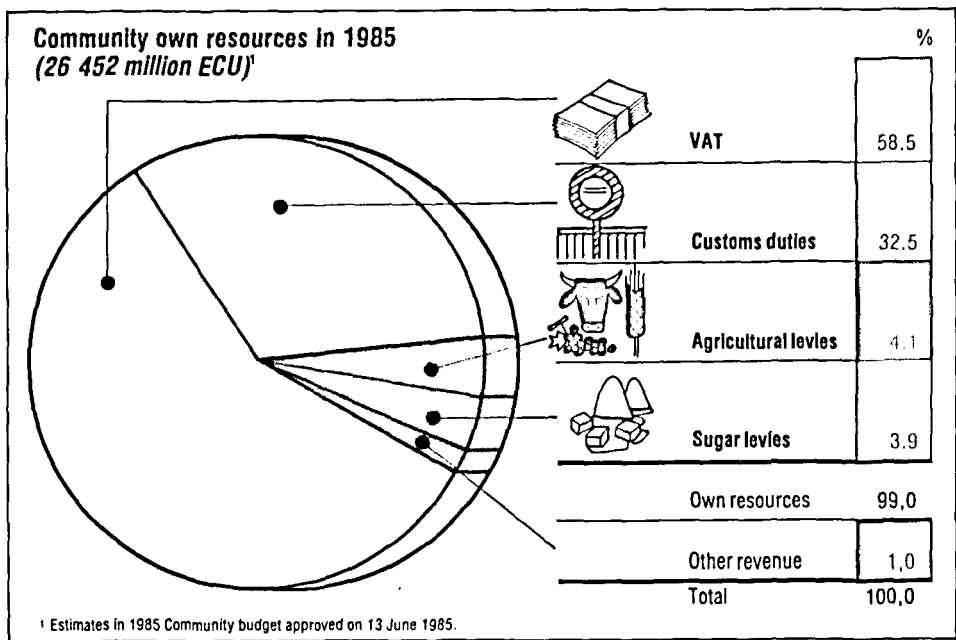 Community own resources in 1985
(26 452 million ECU)¹
%
VAT 58.5
Customs duties 32.5
Agricultural levies 4.1
Sugar levies 3.9
Own resources 99,0
Other revenue 1,0
Total 100,0
¹ Estimates in 1985 Community budget approved on 13 June 1985.